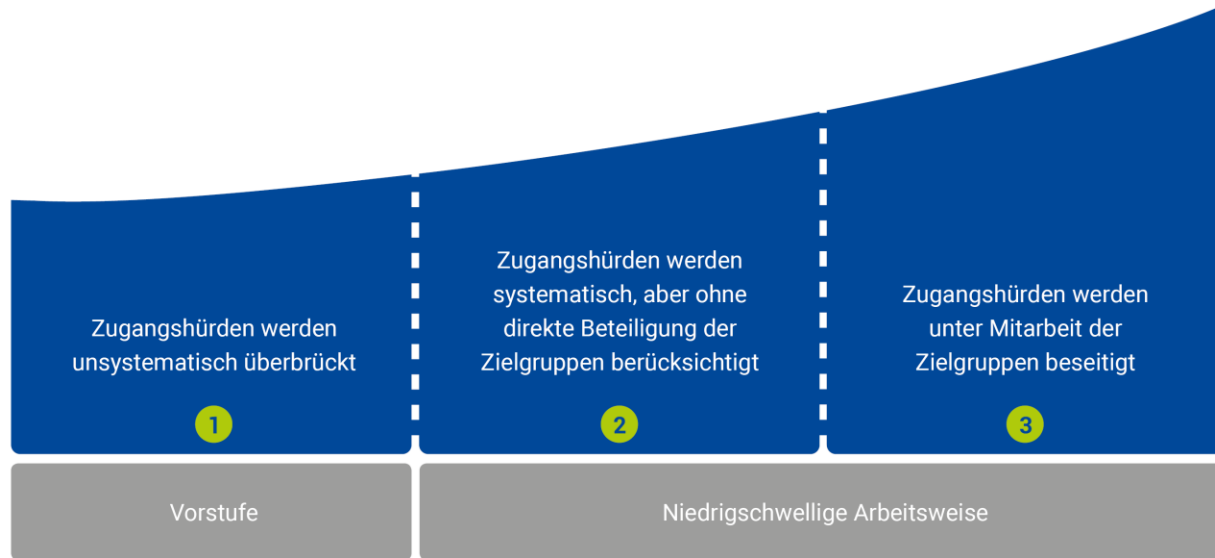 Zugangshürden werden
unsystematisch überbrückt
1
Zugangshürden werden
systematisch, aber ohne
direkte Beteiligung der
Zielgruppen berücksichtigt
2
Zugangshürden werden
unter Mitarbeit der
Zielgruppen beseitigt
3
Vorstufe
Niedrigschwellige Arbeitsweise